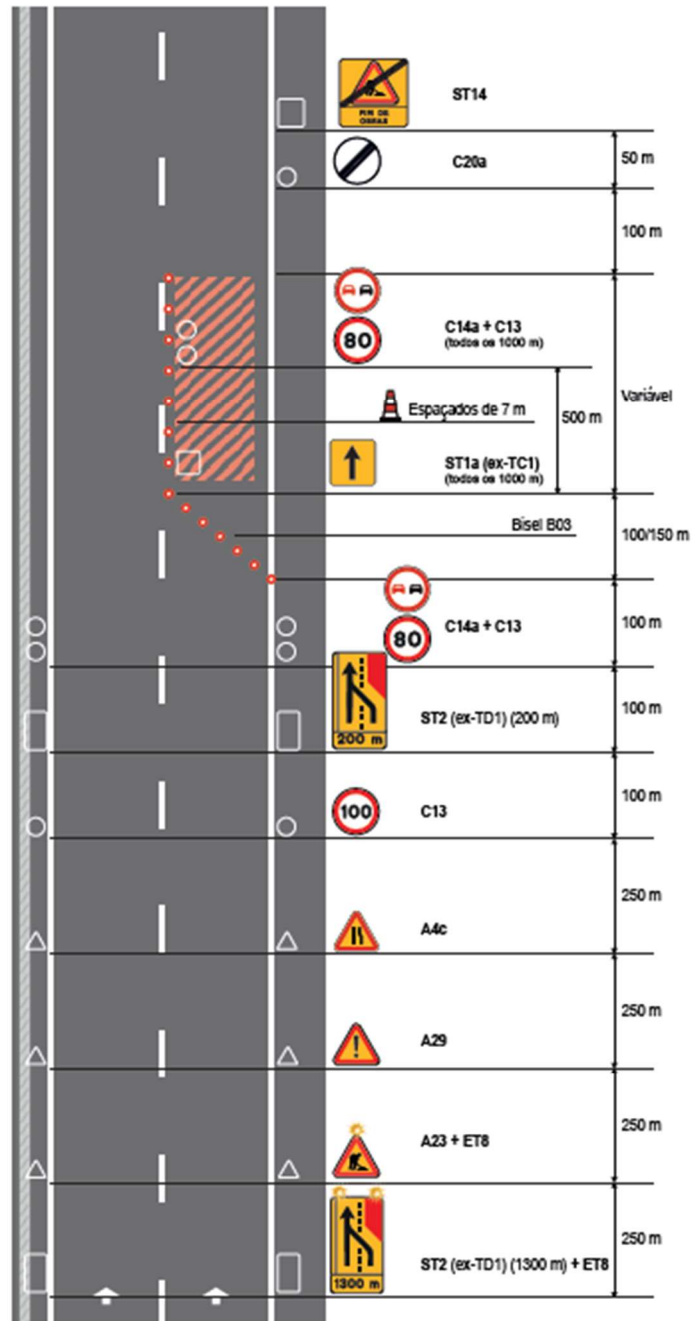 FIM DE
OBRAS
ST14
50 m
C20a
100 m
C14a + C13
(todos os 1000 m)
80
Variável
Espaçados de 7 m
500 m
ST1a (ex-TC1)
(todos os 1000 m)
Bisel B03
100/150 m
C14a + C13
80
100 m
ST2 (ex-TD1) (200 m)
200 m
100 m
100
C13
100 m
250 m
A4c
250 m
A29
250 m
A23 + ET8
250 m
ST2 (ex-TD1) (1300 m) + ET8
1300 m